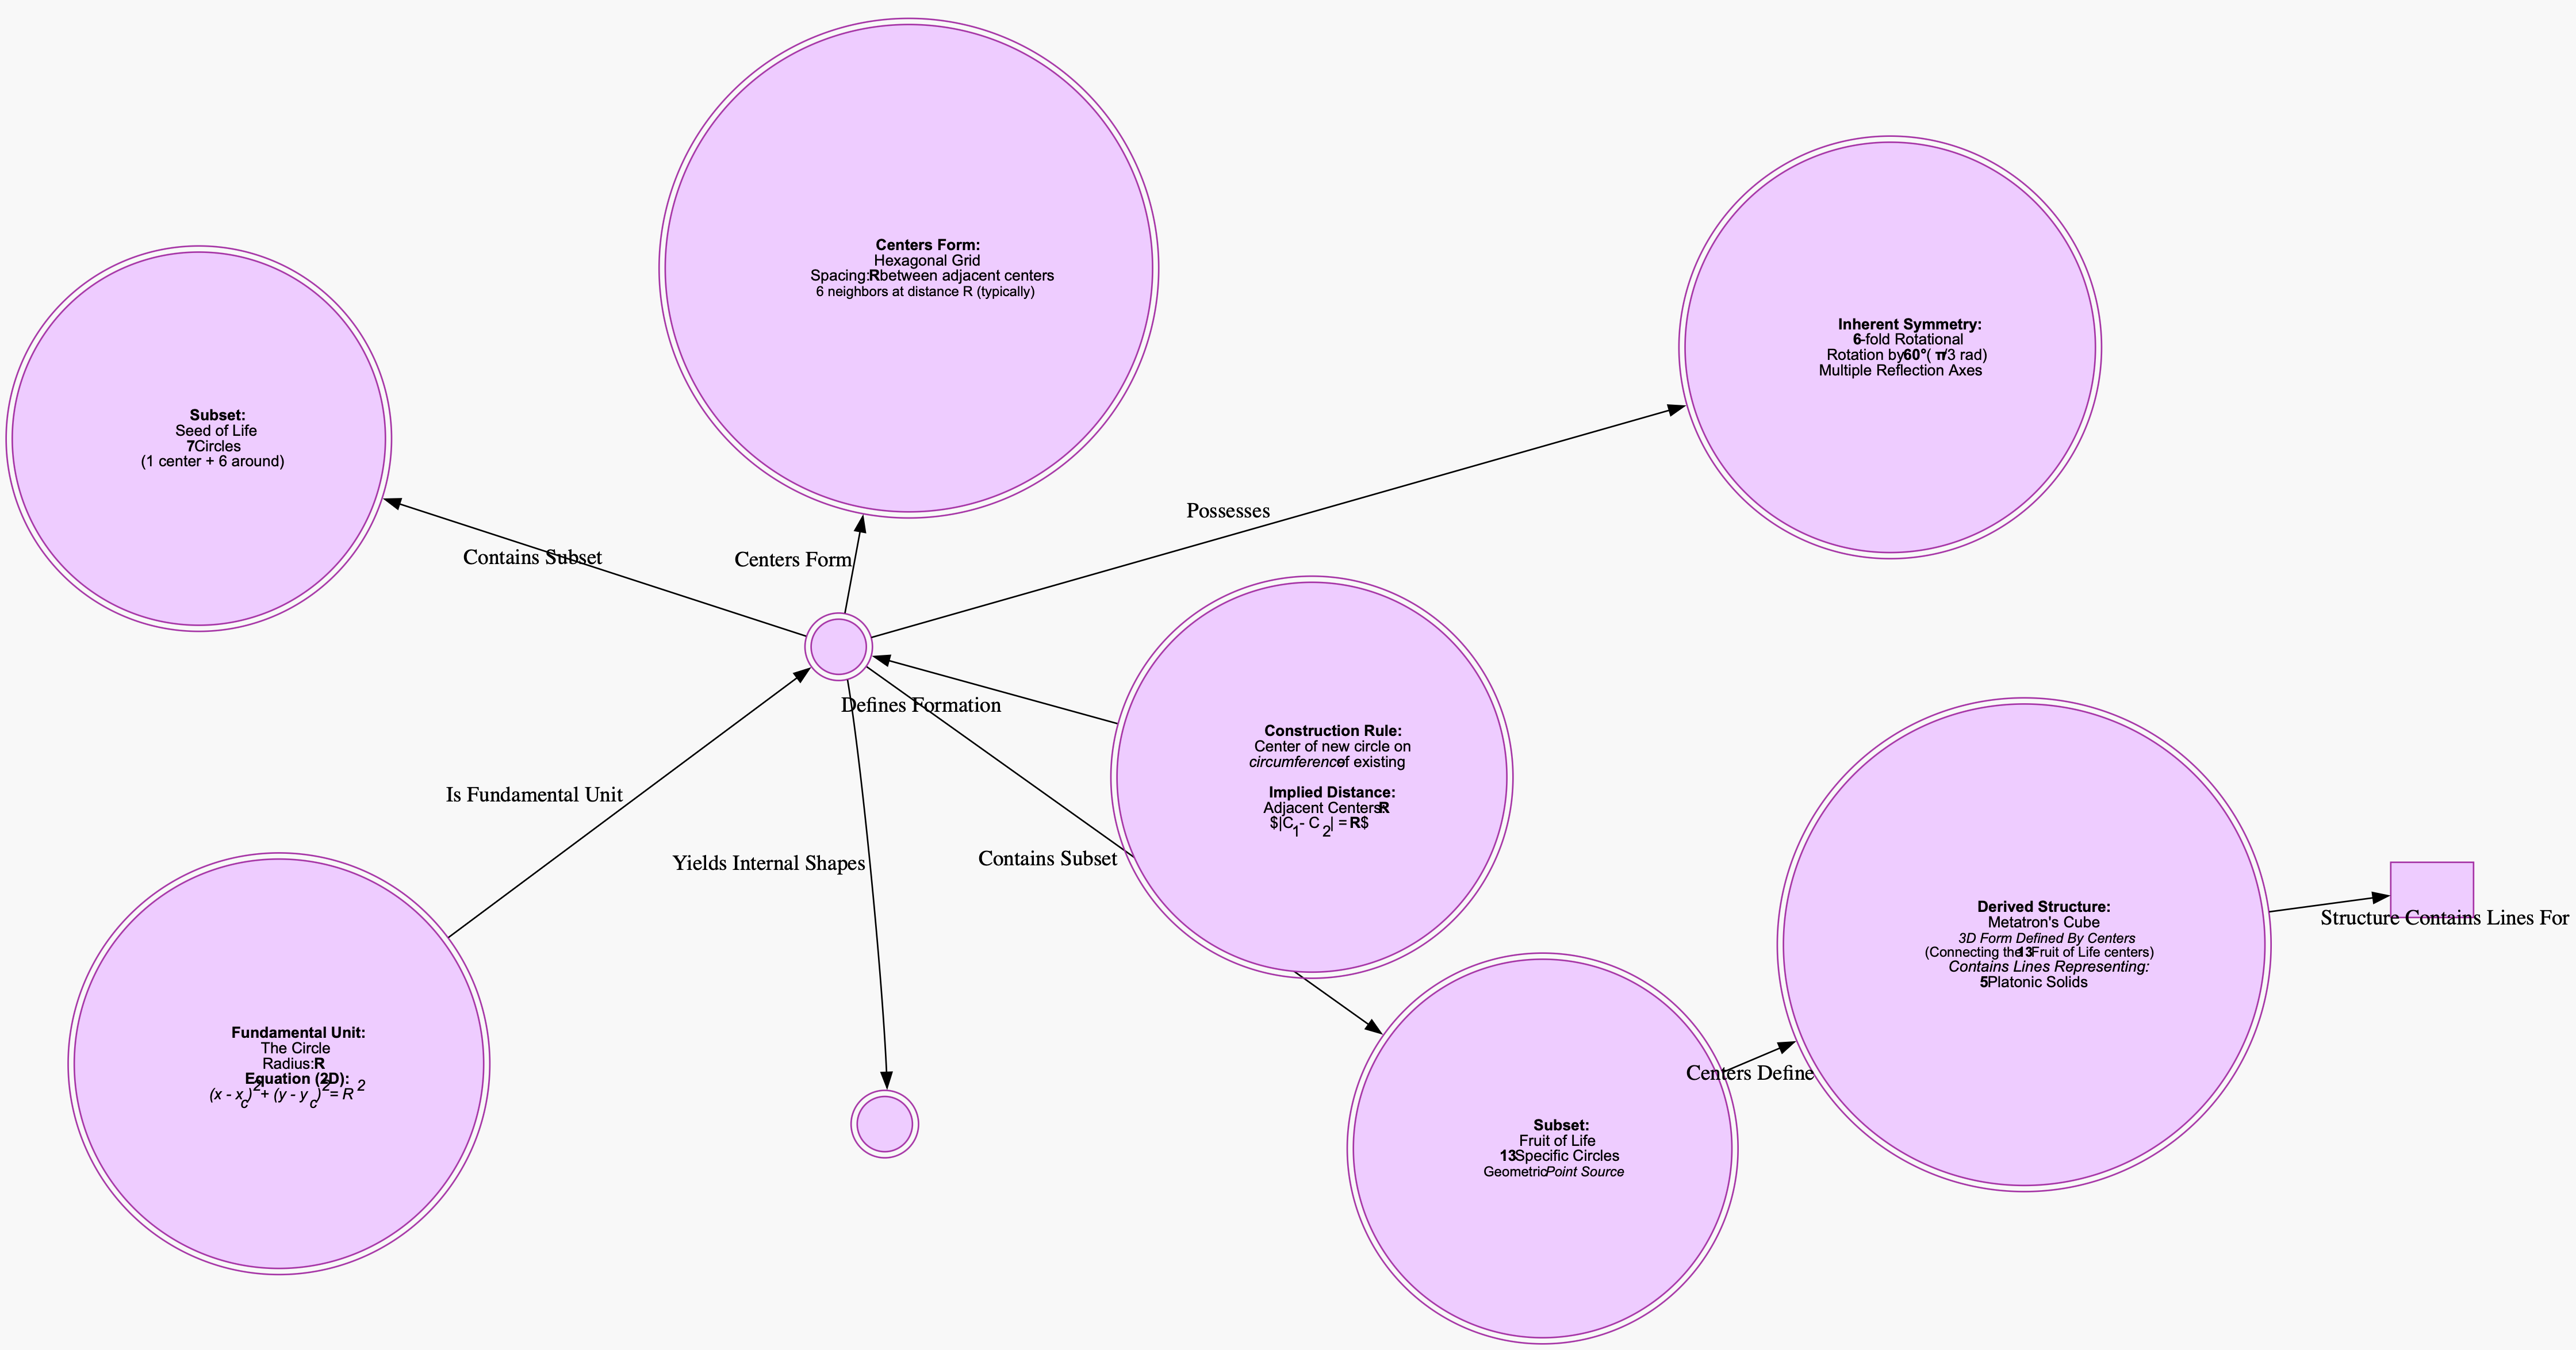 Centers Form:
Hexagonal Grid
Spacing:R between adjacent centers
6 neighbors at distance R (typically)
Inherent Symmetry:
6-fold Rotational
Rotation by 60° ( π/3 rad)
Multiple Reflection Axes
Subset:
Seed of Life
7 Circles
(1 center + 6 around)
Possesses
Contains Subset
Centers Form
Defines Formation
Construction Rule:
Center of new circle on
circumference of existing
Implied Distance:
Adjacent Centers: R
$|C₁ - C₂| = R$
Is Fundamental Unit
Yields Internal Shapes
Contains Subset
Derived Structure:
Metatron's Cube
3D Form Defined By Centers
(Connecting the 13 Fruit of Life centers)
Contains Lines Representing:
5 Platonic Solids
Structure Contains Lines For
Fundamental Unit:
The Circle
Radius: R
Equation (2D):
(x - x_c)² + (y - y_c)² = R²
Centers Define
Subset:
Fruit of Life
13 Specific Circles
Geometric Point Source